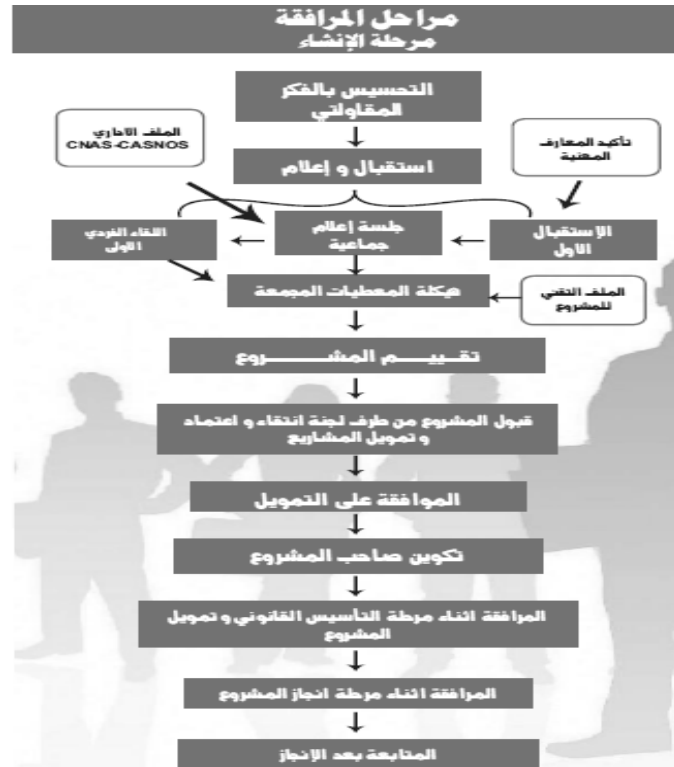 مراحل المرافقة
مرحلة الإنشاء
التحسيس بالفكر
المقاولتي
الملف الاداري
CNAS-CASNOS
تأكيد المعارف
المهنية
استقبال و إعلام
الإستقبال
الاول
جلسة إعلام
جماعية
اللقاء الفردي
الاولى
هيكلة المعطيات المجمعة
الملف التقني
للمشروع
تقييم المشروع
قبول المشروع من طرف لجنة انتقاء و اعتماد
و تمويل المشاريع
الموافقة على التمويل
تكوين صاحب المشروع
المرافقة اثناء مرحلة التأسيس القانوني و تمويل
المشروع
المرافقة اثناء مرحلة انجاز المشروع
المتابعة بعد الإنجاز